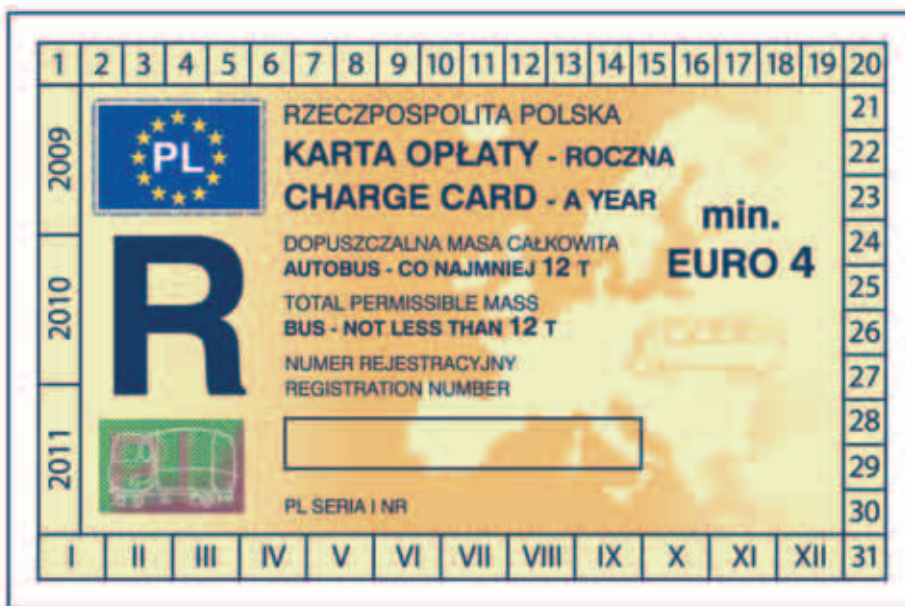 1 2 3 4 5 6 7 8 9 10 11 12 13 14 15 16 17 18 19 20
21
22
23
24
25
26
27
28
29
30
31
2009
2010
2011
PL
RZECZPOSPOLITA POLSKA
KARTA OPŁATY - ROCZNA
CHARGE CARD - A YEAR
min.
EURO 4
R
DOPUSZCZALNA MASA CAŁKOWITA
AUTOBUS - CO NAJMNIEJ 12 T
TOTAL PERMISSIBLE MASS
BUS - NOT LESS THAN 12 T
NUMER REJESTRACYJNY
REGISTRATION NUMBER
PL SERIA I NR
I II III IV V VI VII VIII IX X XI XII